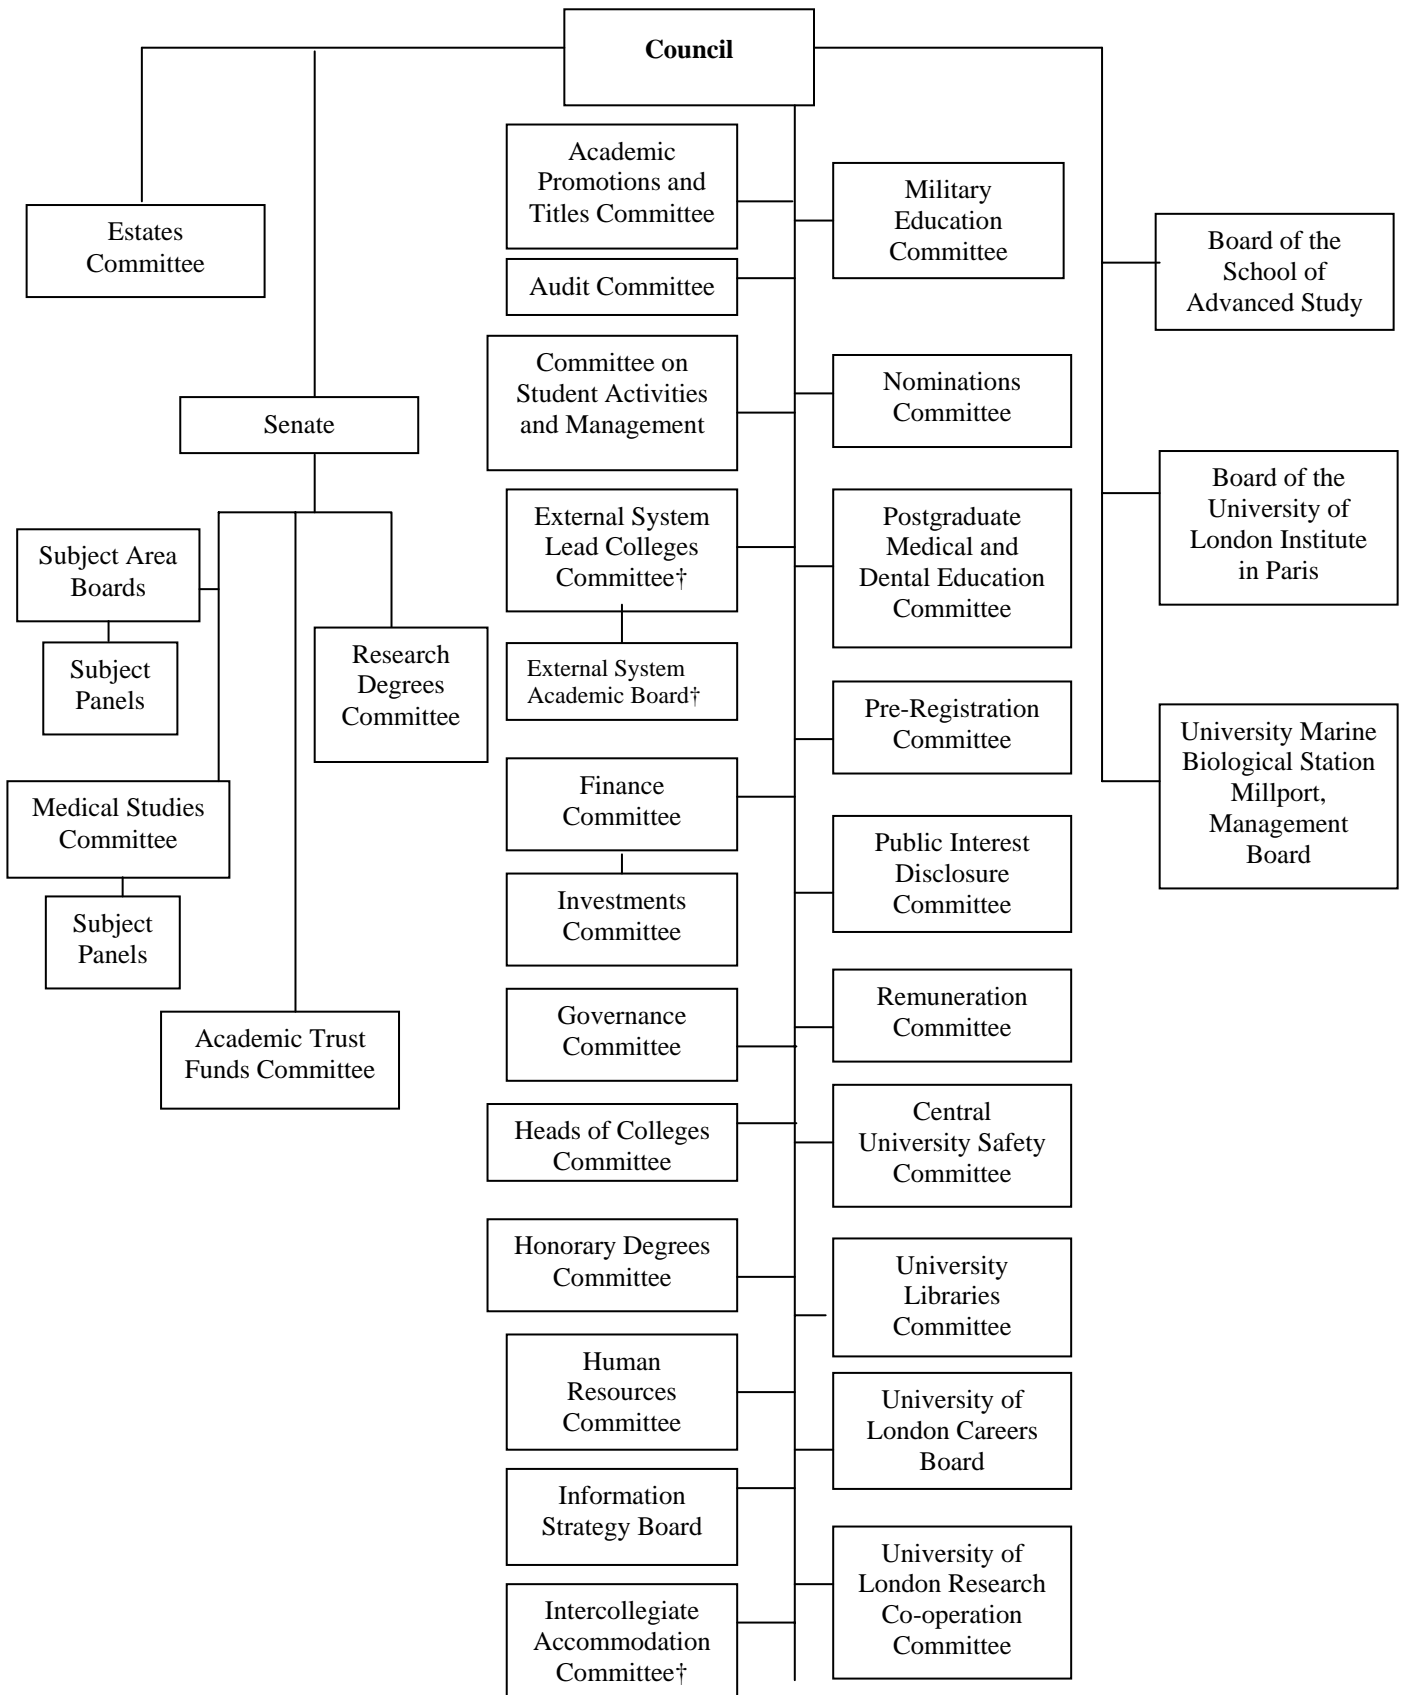 Council
Estates
Committee
Senate
Subject Area
Boards
Subject
Panels
Medical Studies
Committee
Subject
Panels
Research
Degrees
Committee
Academic Trust
Funds Committee
Academic
Promotions and
Titles Committee
Audit Committee
Committee on
Student Activities
and Management
External System
Lead Colleges
Committee†
External System
Academic Board†
Finance
Committee
Investments
Committee
Governance
Committee
Heads of Colleges
Committee
Honorary Degrees
Committee
Human
Resources
Committee
Information
Strategy Board
Intercollegiate
Accommodation
Committee†
Military
Education
Committee
Nominations
Committee
Postgraduate
Medical and
Dental Education
Committee
Pre-Registration
Committee
Public Interest
Disclosure
Committee
Remuneration
Committee
Central
University Safety
Committee
University
Libraries
Committee
University of
London Careers
Board
University of
London Research
Co-operation
Committee
Board of the
School of
Advanced Study
Board of the
University of
London Institute
in Paris
University Marine
Biological Station
Millport,
Management
Board